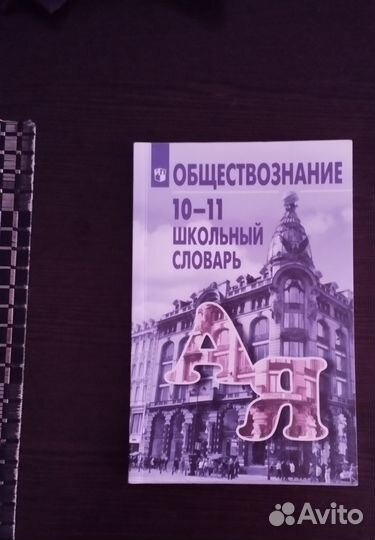 ОБЩЕСТВОЗНАНИЕ
10–11
ШКОЛЬНЫЙ
СЛОВАРЬ
А
Я
Avito